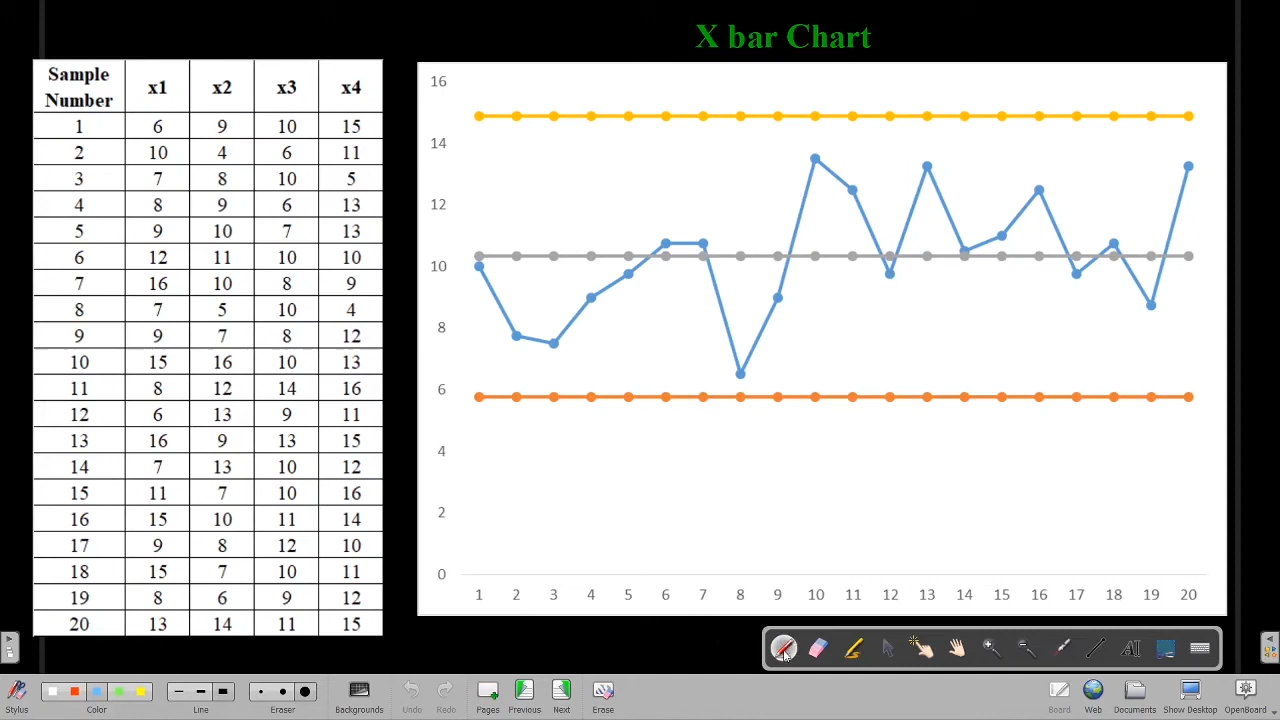 X bar Chart
Sample Number x1 x2 x3 x4
1 6 9 10 15
2 10 4 6 11
3 7 8 10 5
4 8 9 6 13
5 9 10 7 13
6 12 11 10 10
7 16 10 8 9
8 7 5 10 4
9 9 7 8 12
10 15 16 10 13
11 8 12 14 16
12 6 13 9 11
13 16 9 13 15
14 7 13 10 12
15 11 7 10 16
16 15 10 11 14
17 9 8 12 10
18 15 7 10 11
19 8 6 9 12
20 13 14 11 15
16
14
12
10
8
6
4
2
0
1 2 3 4 5 6 7 8 9 10 11 12 13 14 15 16 17 18 19 20
AI
Stylus Color Line Eraser Backgrounds Undo Redo Pages Previous Next Erase Board Web Documents Show Desktop OpenBoard